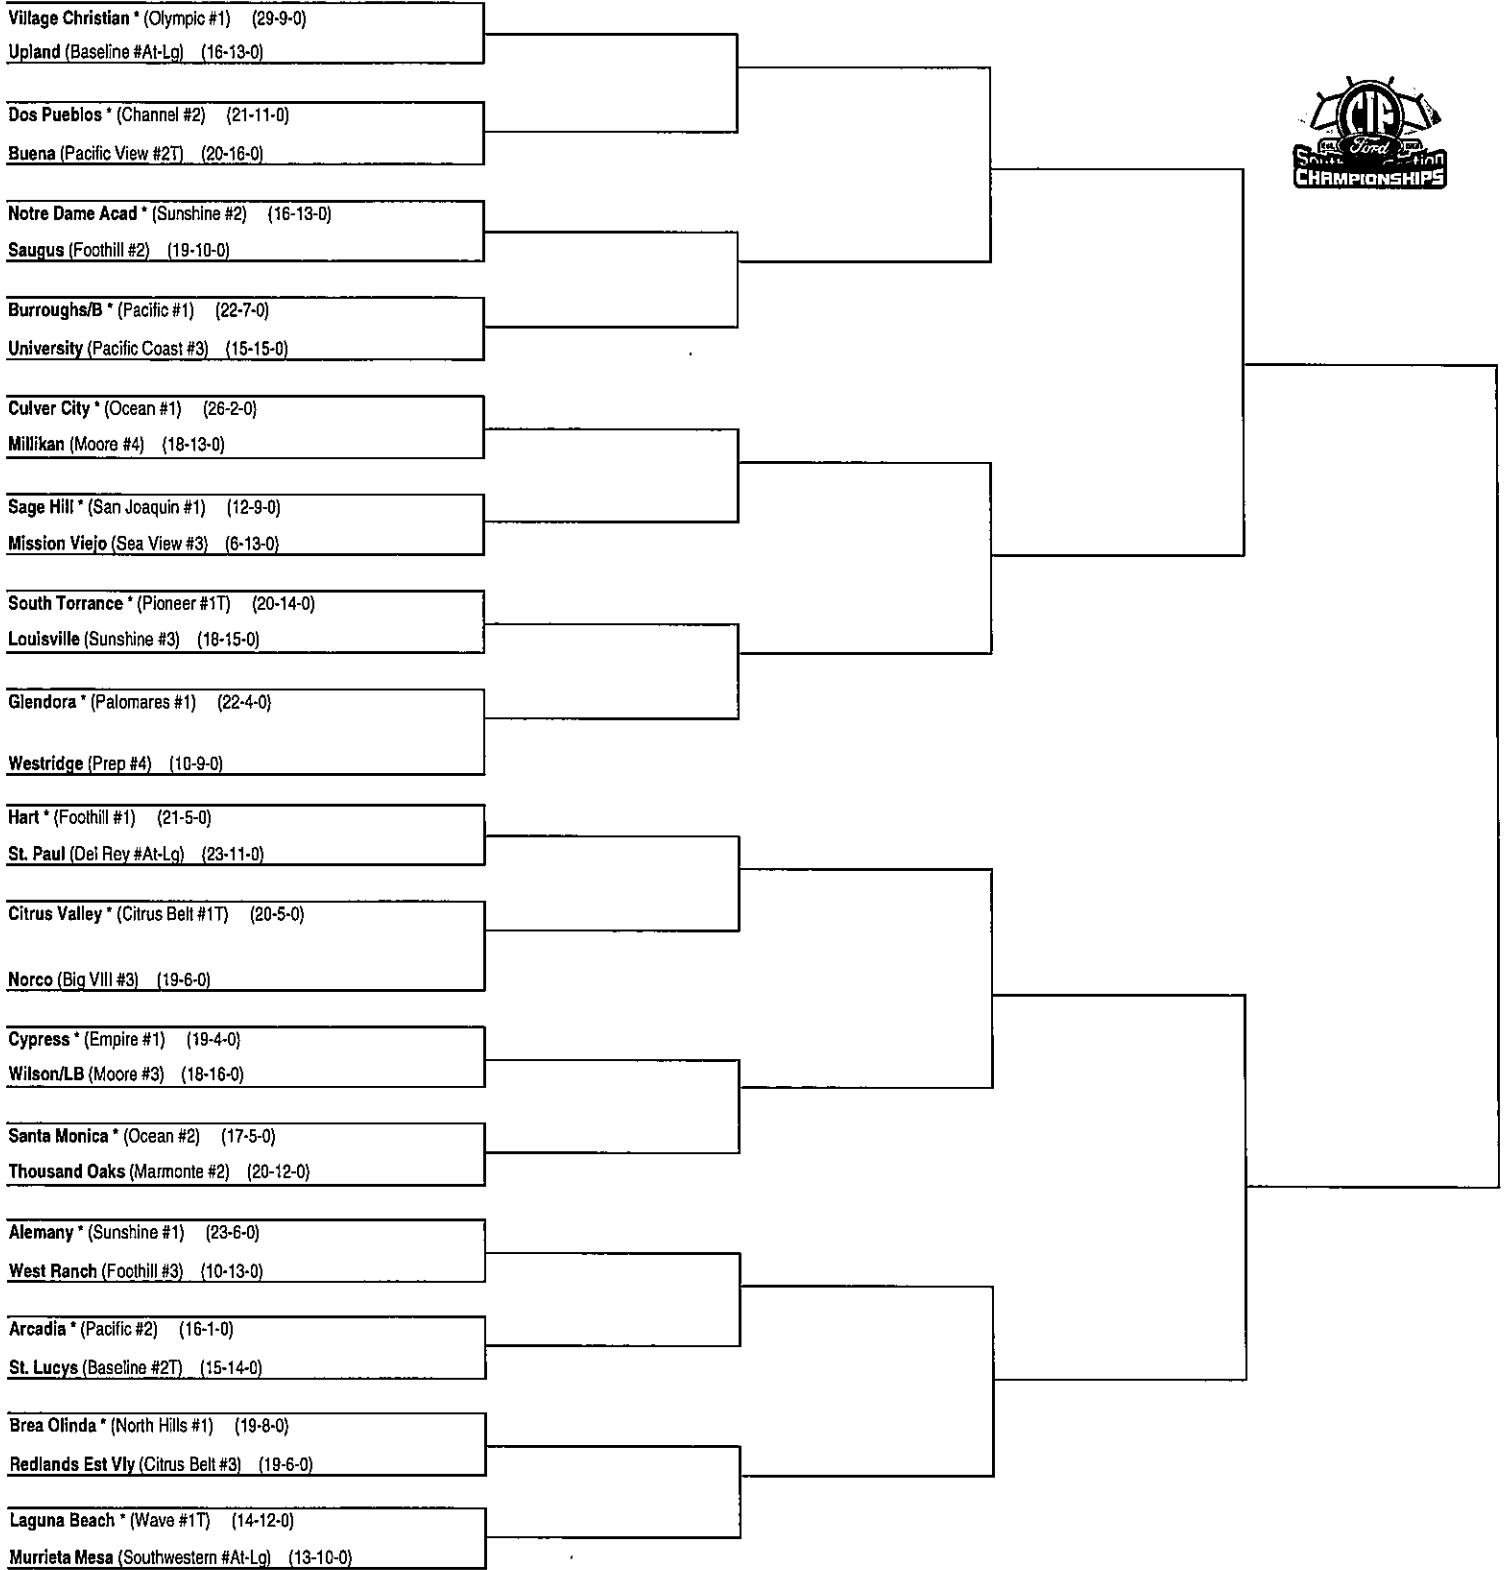 Village Christian * (Olympic #1) (29-9-0)
Upland (Baseline #At-Lg) (16-13-0)
Dos Pueblos * (Channel #2) (21-11-0)
Buena (Pacific View #2T) (20-16-0)
Notre Dame Acad * (Sunshine #2) (16-13-0)
Saugus (Foothill #2) (19-10-0)
Burroughs/B * (Pacific #1) (22-7-0)
University (Pacific Coast #3) (15-15-0)
Culver City * (Ocean #1) (26-2-0)
Millikan (Moore #4) (18-13-0)
Sage Hill * (San Joaquin #1) (12-9-0)
Mission Viejo (Sea View #3) (6-13-0)
South Torrance * (Pioneer #1T) (20-14-0)
Louisville (Sunshine #3) (18-15-0)
Glendora * (Palomares #1) (22-4-0)
Westridge (Prep #4) (10-9-0)
Hart * (Foothill #1) (21-5-0)
St. Paul (Del Rey #At-Lg) (23-11-0)
Citrus Valley * (Citrus Belt #1T) (20-5-0)
Norco (Big VIII #3) (19-6-0)
Cypress * (Empire #1) (19-4-0)
Wilson/LB (Moore #3) (18-16-0)
Santa Monica * (Ocean #2) (17-5-0)
Thousand Oaks (Marmonte #2) (20-12-0)
Alemany * (Sunshine #1) (23-6-0)
West Ranch (Foothill #3) (10-13-0)
Arcadia * (Pacific #2) (16-1-0)
St. Lucys (Baseline #2T) (15-14-0)
Brea Olinda * (North Hills #1) (19-8-0)
Redlands Est Vly (Citrus Belt #3) (19-6-0)
Laguna Beach * (Wave #1T) (14-12-0)
Murrieta Mesa (Southwestern #At-Lg) (13-10-0)
CIF
Ford
CHAMPIONSHIPS